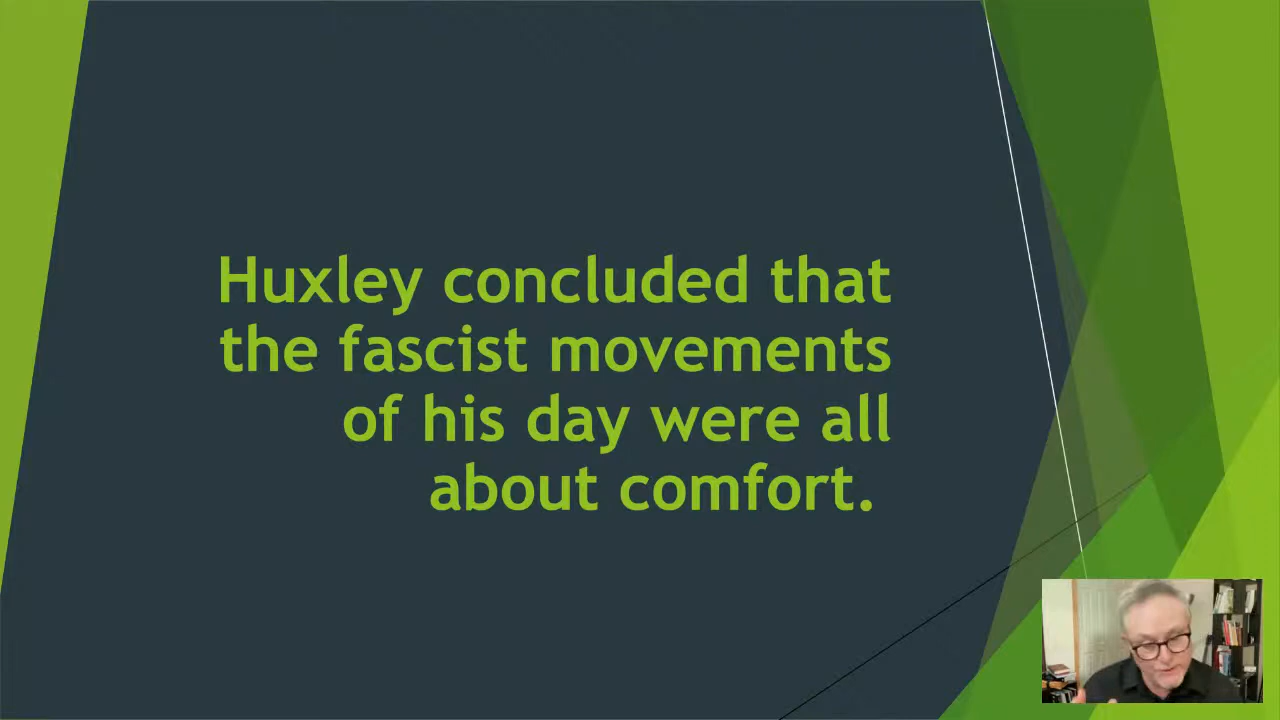 Huxley concluded that
the fascist movements
of his day were all
about comfort.